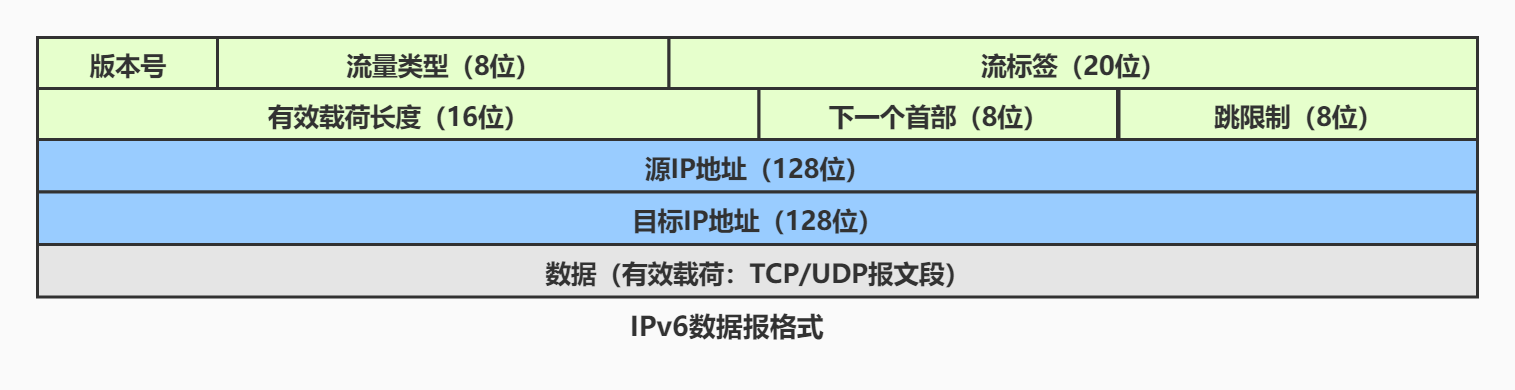 版本号 流量类型（8位） 流标签（20位）
有效载荷长度（16位） 下一个首部（8位） 跳限制（8位）
源IP地址（128位）
目标IP地址（128位）
数据（有效载荷：TCP/UDP报文段）
IPv6数据报格式